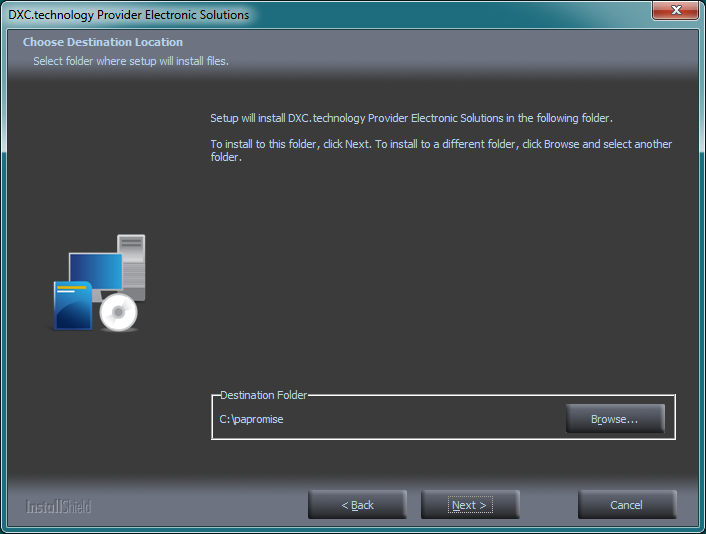 DXC.technology Provider Electronic Solutions
Choose Destination Location
Select folder where setup will install files.
Setup will install DXC.technology Provider Electronic Solutions in the following folder.
To install to this folder, click Next. To install to a different folder, click Browse and select another
folder.
Destination Folder
C:\papromise
Browse...
InstallShield
< Back
Next >
Cancel